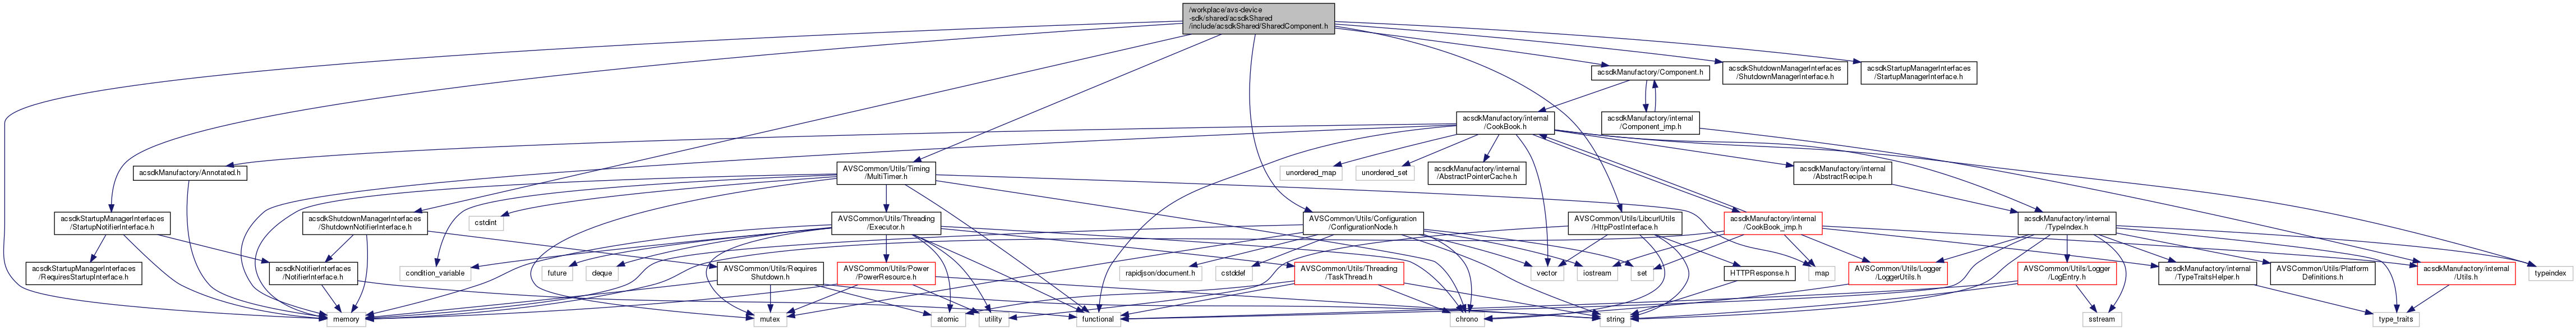 /workplace/avs-device
-sdk/shared/acsdkShared
/include/acsdkShared/SharedComponent.h
acsdkManufactory/Component.h
acsdkShutdownManagerInterfaces
/ShutdownManagerInterface.h
acsdkStartupManagerInterfaces
/StartupManagerInterface.h
acsdkManufactory/internal
/CookBook.h
acsdkManufactory/internal
/Component_imp.h
acsdkManufactory/Annotated.h
AVSCommon/Utils/Timing
/MultiTimer.h
unordered_map
unordered_set
acsdkManufactory/internal
/AbstractPointerCache.h
acsdkManufactory/internal
/AbstractRecipe.h
acsdkStartupManagerInterfaces
/StartupNotifierInterface.h
acsdkShutdownManagerInterfaces
/ShutdownNotifierInterface.h
cstdint
AVSCommon/Utils/Threading
/Executor.h
AVSCommon/Utils/Configuration
/ConfigurationNode.h
AVSCommon/Utils/LibcurlUtils
/HttpPostInterface.h
acsdkManufactory/internal
/CookBook_imp.h
acsdkManufactory/internal
/TypeIndex.h
acsdkStartupManagerInterfaces
/RequiresStartupInterface.h
acsdkNotifierInterfaces
/NotifierInterface.h
condition_variable
future
deque
AVSCommon/Utils/Requires
Shutdown.h
AVSCommon/Utils/Power
/PowerResource.h
rapidjson/document.h
cstddef
AVSCommon/Utils/Threading
/TaskThread.h
vector
iostream
set
HTTPResponse.h
map
AVSCommon/Utils/Logger
/LoggerUtils.h
AVSCommon/Utils/Logger
/LogEntry.h
acsdkManufactory/internal
/TypeTraitsHelper.h
AVSCommon/Utils/Platform
Definitions.h
acsdkManufactory/internal
/Utils.h
typeindex
memory
mutex
atomic
utility
functional
chrono
string
sstream
type_traits